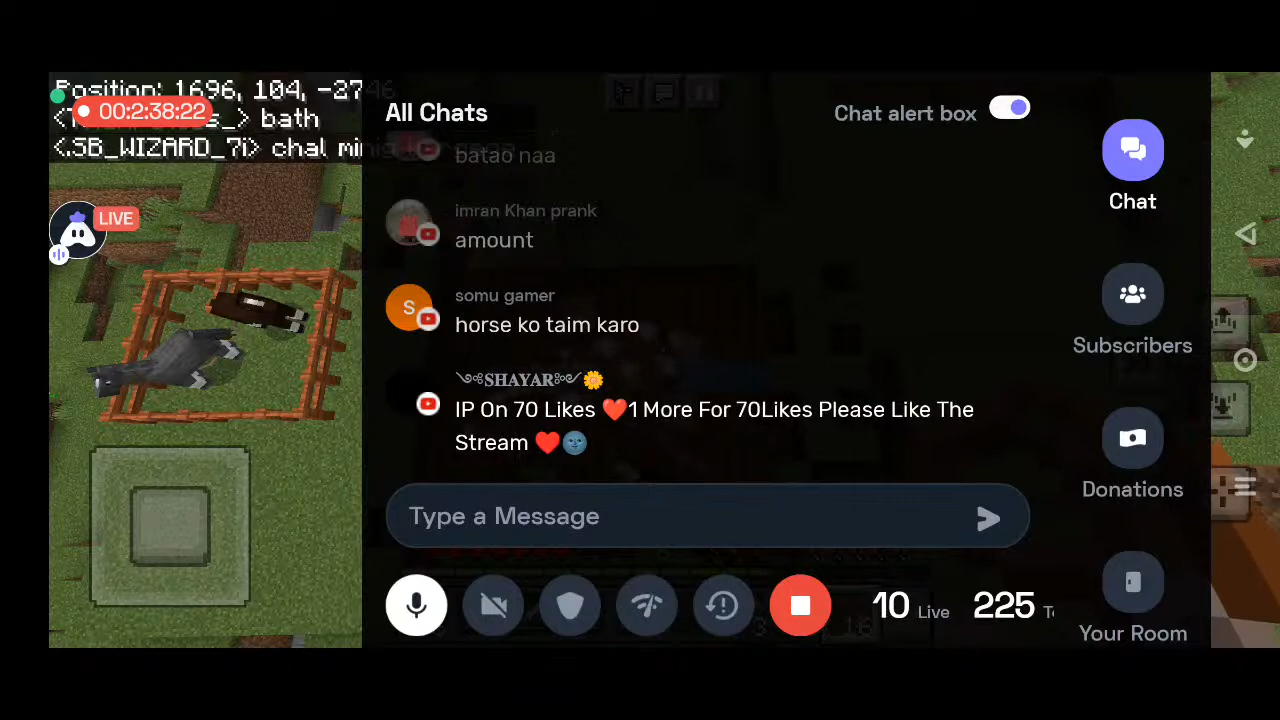 Position: 1696, 104, -2746
00:2:38:22
bath
<.SB_WIZARD_7i> chal mi
LIVE
All Chats
Chat alert box
batao naa
imran Khan prank
amount
S
somu gamer
horse ko taim karo
༺SHAYAR༻🌼
IP On 70 Likes ❤️1 More For 70Likes Please Like The
Stream ❤️🌚
Type a Message
10 Live 225
Chat
Subscribers
Donations
Your Room